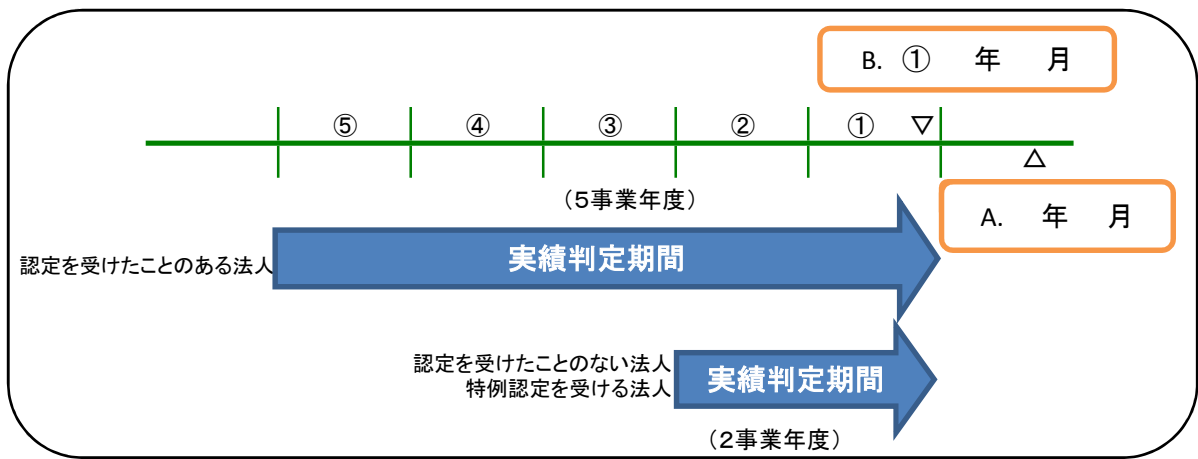 B. ① 年 月
⑤ ④ ③ ② ① ▽
△
(5事業年度)
A. 年 月
実績判定期間
認定を受けたことのある法人
認定を受けたことのない法人
特例認定を受ける法人
実績判定期間
(2事業年度)